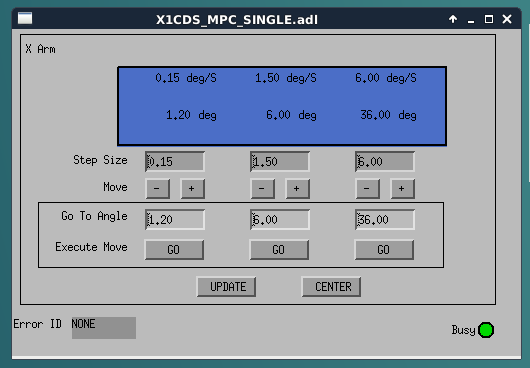 X1CDS_MPC_SINGLE.adl
X Arm
0.15 deg/S 1.50 deg/S 6.00 deg/S
1.20 deg 6.00 deg 36.00 deg
Step Size 0.15 1.50 6.00
Move - + - + - +
Go To Angle 1.20 6.00 36.00
Execute Move GO GO GO
UPDATE CENTER
Error ID NONE
Busy